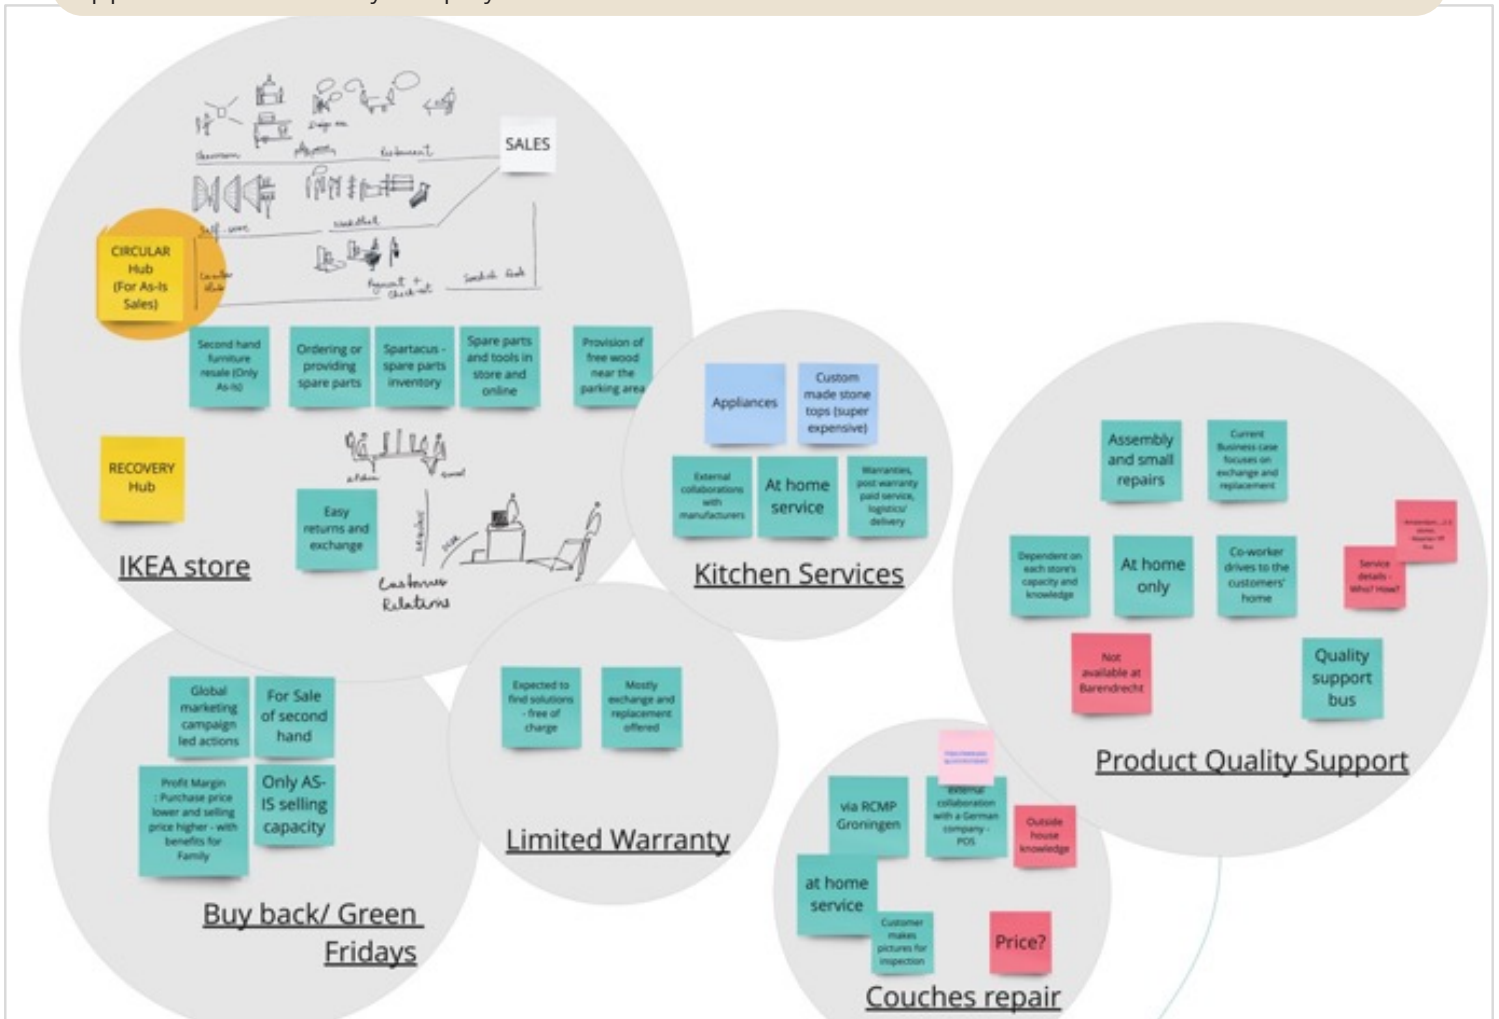 SALES
Showroom
Restaurant
Self-serve
CIRCULAR
Hub
(For As-Is
Sales)
Payment +
Check-out
Swedish Food
Second hand
furniture
resale (Only
As-Is)
Ordering or
providing
spare parts
Spartacus -
spare parts
inventory
Spare parts
and tools in
store and
online
Provision of
free wood
near the
parking area
RECOVERY
Hub
Easy
returns and
exchange
Customer
Relations
IKEA store
Appliances
Custom
made stone
tops (super
expensive)
External
collaborations
with
manufacturers
At home
service
Warranties,
post warranty
paid service,
logistics/
delivery
Kitchen Services
Assembly
and small
repairs
Current
Business case
focuses on
exchange and
replacement
Dependent on
each store's
capacity and
knowledge
At home
only
Co-worker
drives to the
customers'
home
Service
details -
Who? How?
Not
available at
Barendrecht
Quality
support
bus
Product Quality Support
Global
marketing
campaign
led actions
For Sale
of second
hand
Profit Margin
: Purchase price
lower and selling
price higher - with
benefits for
Family
Only AS-
IS selling
capacity
Buy back/ Green
Fridays
Expected to
find solutions
- free of
charge
Mostly
exchange and
replacement
offered
Limited Warranty
via RCMP
Groningen
external
collaboration
with a German
company -
POS
Outside
house
knowledge
at home
service
Customer
makes
pictures for
inspection
Price?
Couches repair